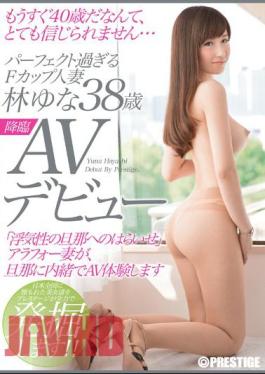 もうすぐ40歳だなんて、
とても信じられません…
パーフェクト過ぎる
Fカップ人妻
林ゆな38歳
降臨
AV
Yuna Hayashi
Debut By Prestige.
デビュー
「浮気性の旦那へのはらいせ」
アラフォー妻が、
旦那に内緒でAV体験します
発掘
PRESTIGE